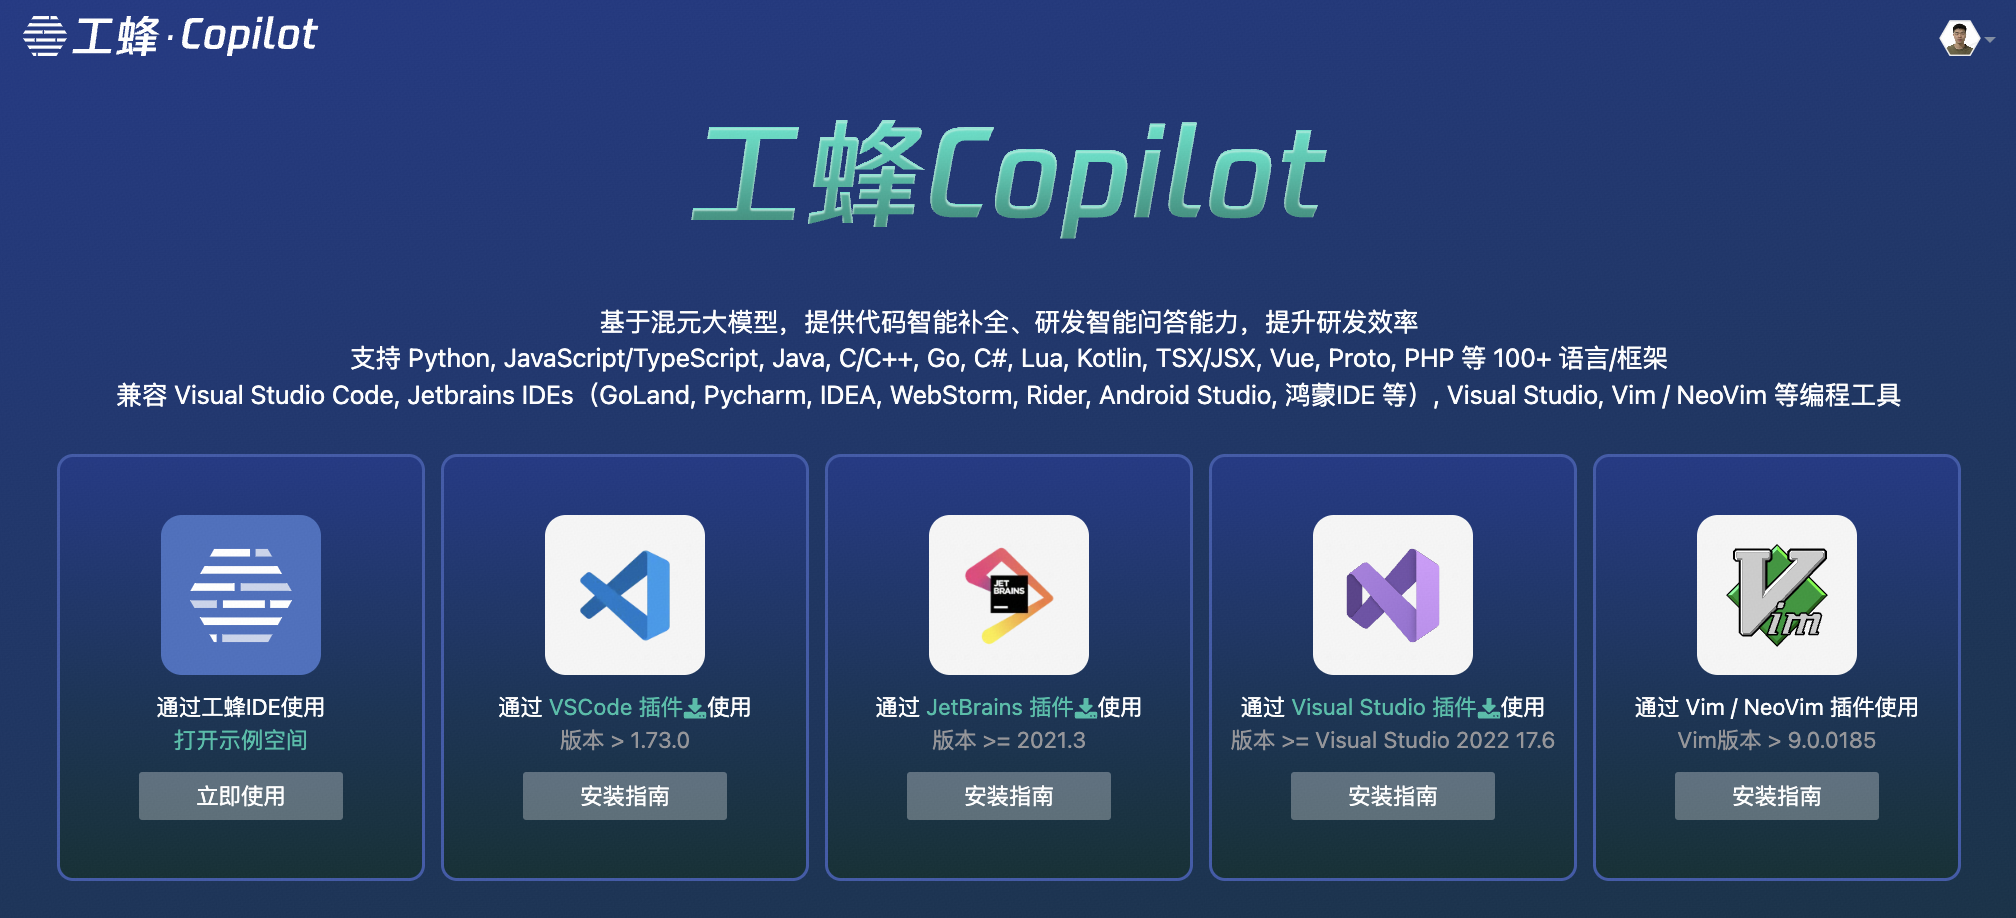 工蜂·Copilot
工蜂Copilot
基于混元大模型，提供代码智能补全、研发智能问答能力，提升研发效率
支持 Python, JavaScript/TypeScript, Java, C/C++, Go, C#, Lua, Kotlin, TSX/JSX, Vue, Proto, PHP 等 100+ 语言/框架
兼容 Visual Studio Code, Jetbrains IDEs（GoLand, Pycharm, IDEA, WebStorm, Rider, Android Studio, 鸿蒙IDE 等）, Visual Studio, Vim / NeoVim 等编程工具
通过工蜂IDE使用
打开示例空间
立即使用
通过 VSCode 插件使用
版本 > 1.73.0
安装指南
JET
BRAINS
通过 JetBrains 插件使用
版本 >= 2021.3
安装指南
通过 Visual Studio 插件使用
版本 >= Visual Studio 2022 17.6
安装指南
Vim
通过 Vim / NeoVim 插件使用
Vim版本 > 9.0.0185
安装指南